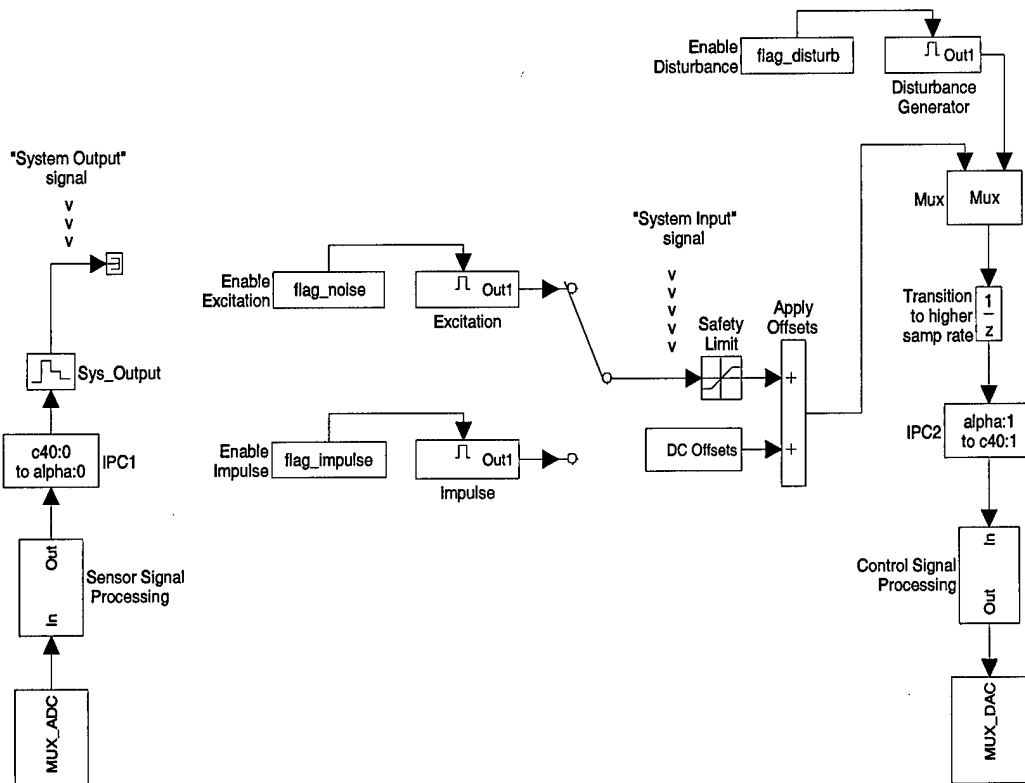 Enable
Disturbance
flag_disturb
Out1
Disturbance
Generator
"System Output"
signal
v
v
v
Sys_Output
c40:0
to alpha:0
IPC1
Out
In
Sensor Signal
Processing
MUX_ADC
Enable
Excitation
flag_noise
Out1
Excitation
Enable
Impulse
flag_impulse
Out1
Impulse
"System Input"
signal
v
v
v
v
v
Safety
Limit
Apply
Offsets
+
+
DC Offsets
Mux
Mux
Transition
to higher
samp rate
1
z
IPC2
alpha:1
to c40:1
Control Signal
Processing
In
Out
MUX_DAC